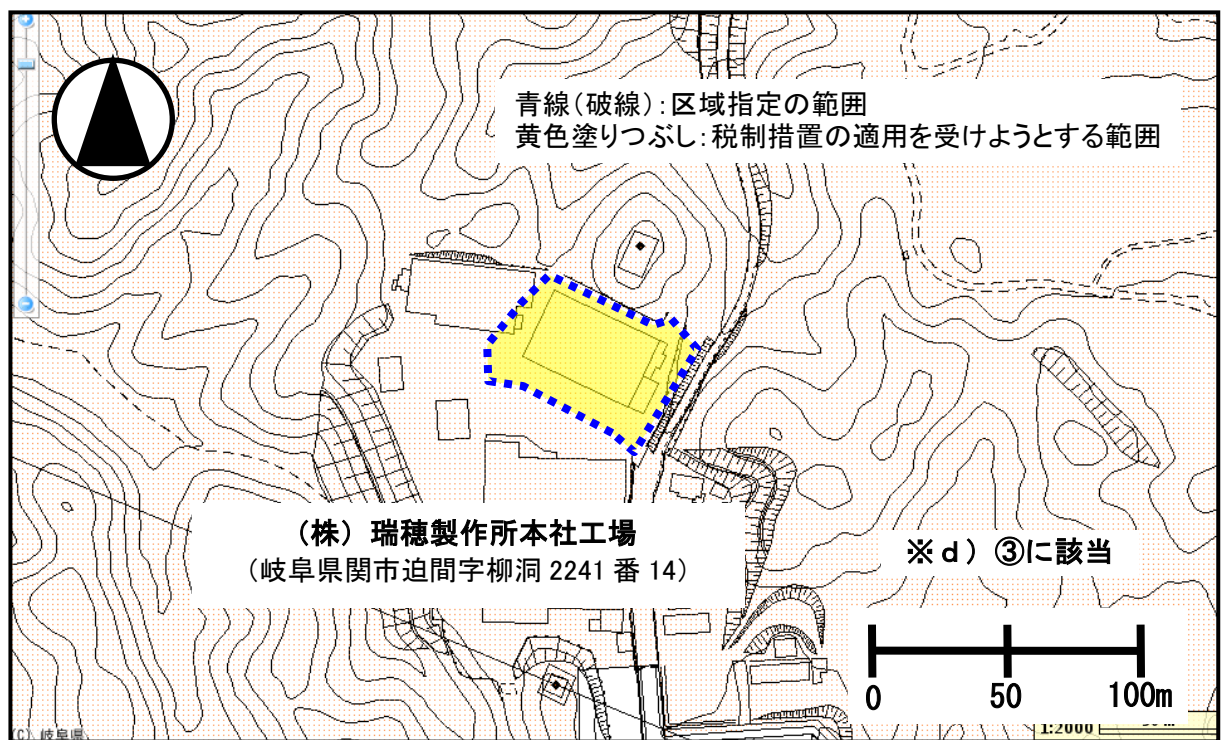 青線(破線):区域指定の範囲
黄色塗りつぶし:税制措置の適用を受けようとする範囲
(株) 瑞穂製作所本社工場
(岐阜県関市迫間字柳洞 2241 番 14)
※d) ③に該当
0 50 100m
1:2000
(C) 岐阜県